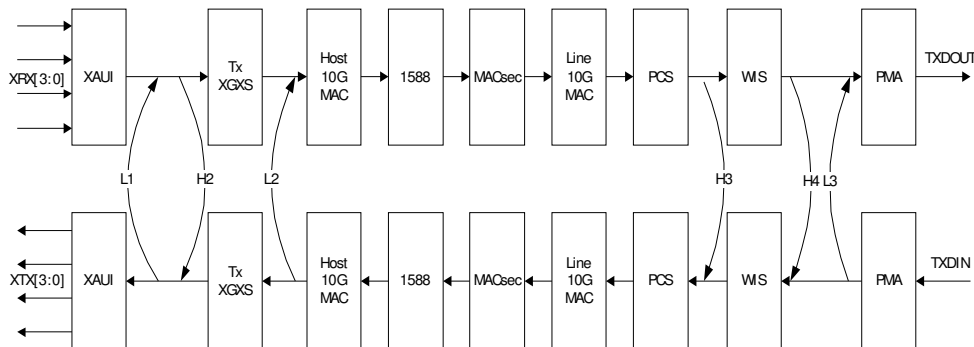 XRX[3:0]
XAUI
Tx
XGXS
Host
10G
MAC
1588
MACsec
Line
10G
MAC
PCS
WIS
PMA
TXDOUT
L1
H2
L2
H3
H4
L3
XTX[3:0]
XAUI
Tx
XGXS
Host
10G
MAC
1588
MACsec
Line
10G
MAC
PCS
WIS
PMA
TXDIN